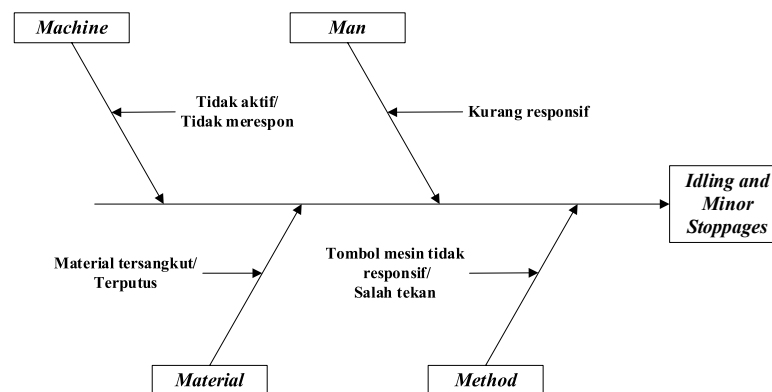 Machine
Man
Tidak aktif/
Tidak merespon
Kurang responsif
Idling and
Minor
Stoppages
Material tersangkut/
Terputus
Tombol mesin tidak
responsif/
Salah tekan
Material
Method